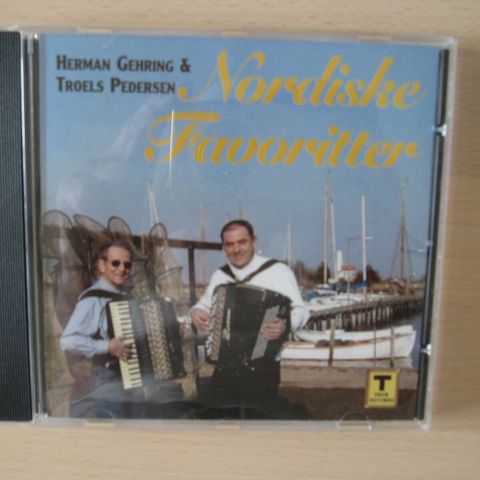 HERMAN GEHRING &
TROELS PEDERSEN
Nordiske
Favoritter
T